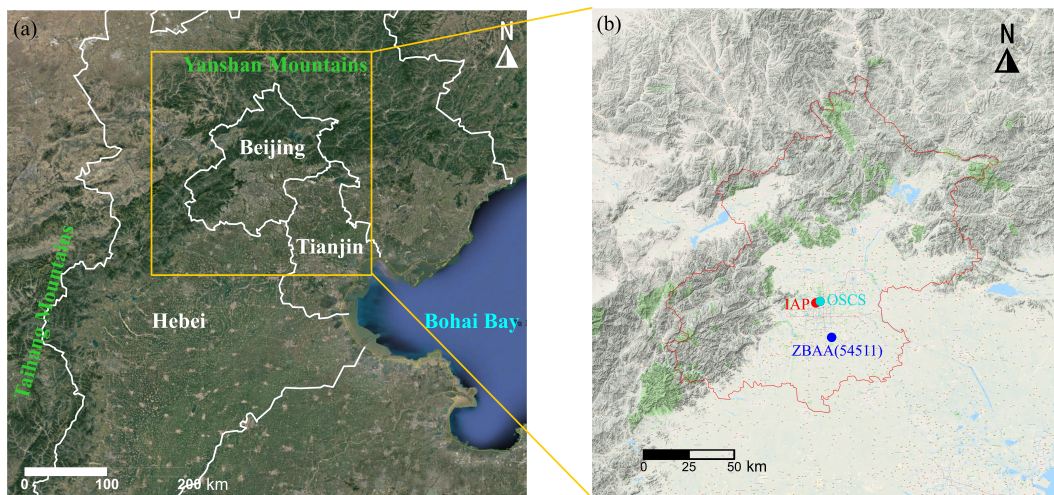 (a)
N
Yanshan Mountains
Beijing
Tianjin
Taihang Mountains
Hebei
Bohai Bay
0
100
200 km
(b)
N
IAP
OSCS
ZBAA(54511)
0
25
50 km